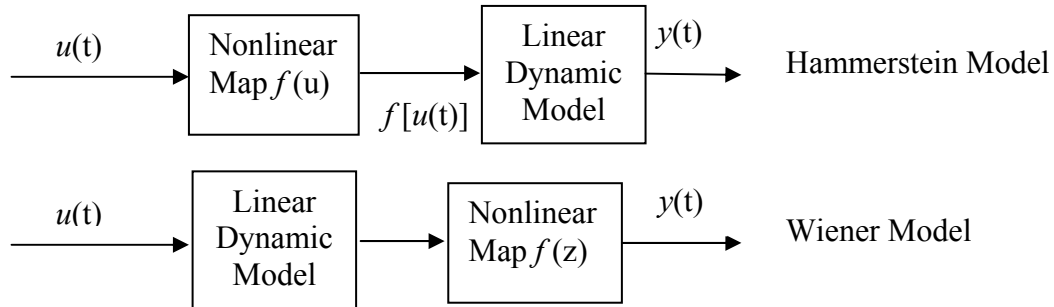 u(t)
Nonlinear
Map f (u)
f [u(t)]
Linear
Dynamic
Model
y(t)
Hammerstein Model
u(t)
Linear
Dynamic
Model
Nonlinear
Map f (z)
y(t)
Wiener Model